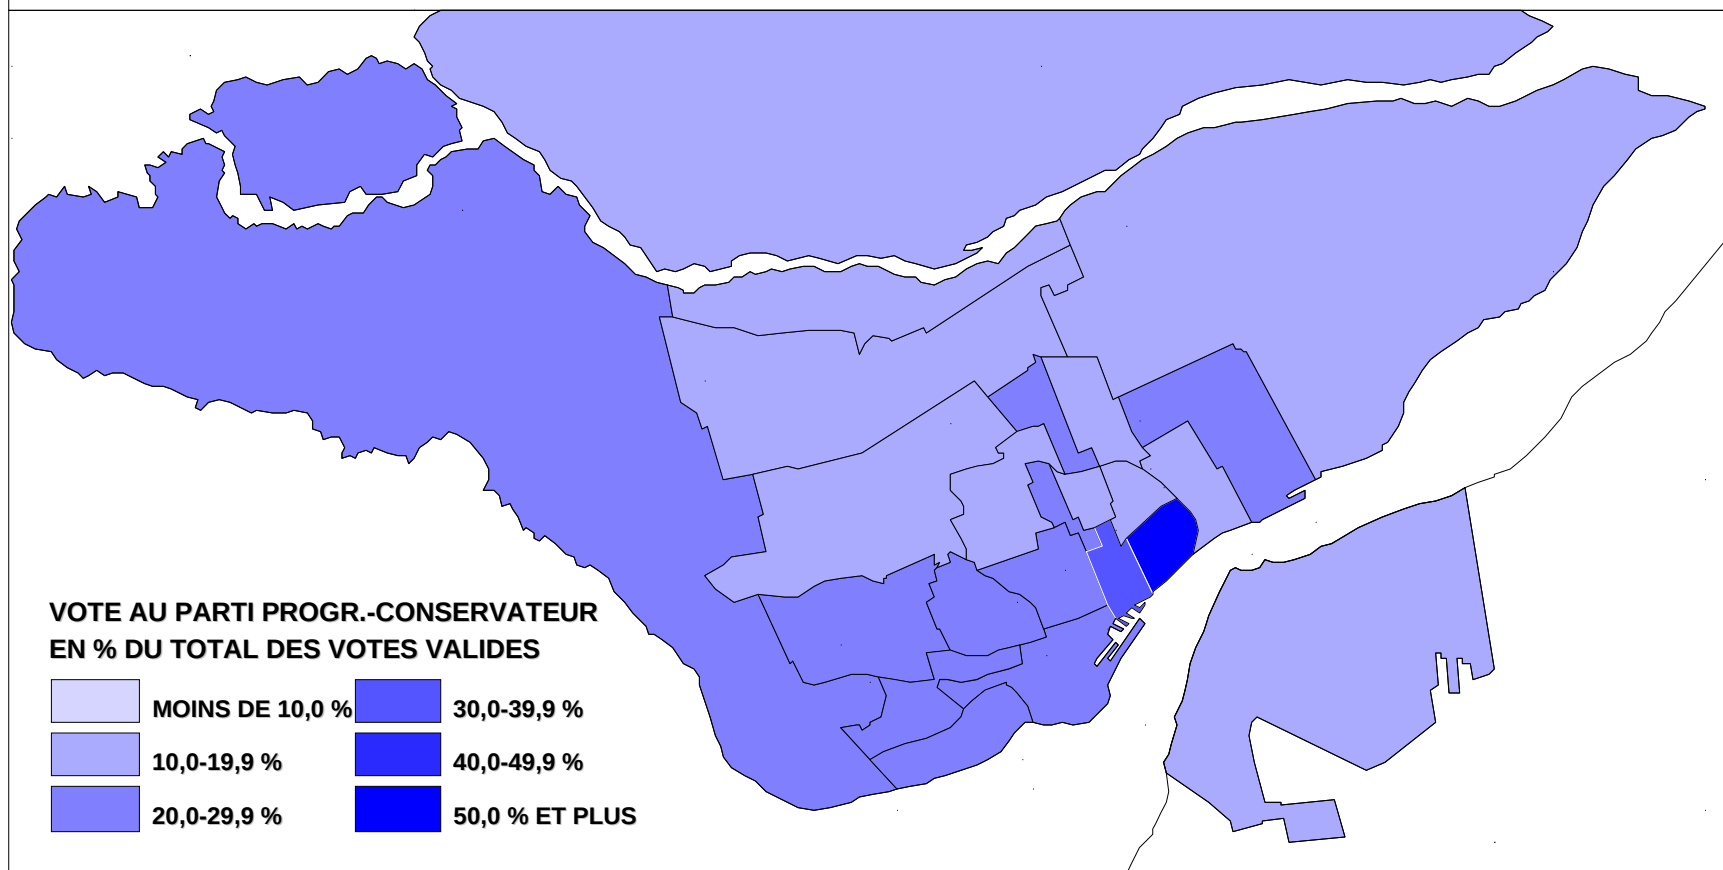 VOTE AU PARTI PROGR.-CONSERVATEUR
EN % DU TOTAL DES VOTES VALIDES
MOINS DE 10,0 %
10,0-19,9 %
20,0-29,9 %
30,0-39,9 %
40,0-49,9 %
50,0 % ET PLUS